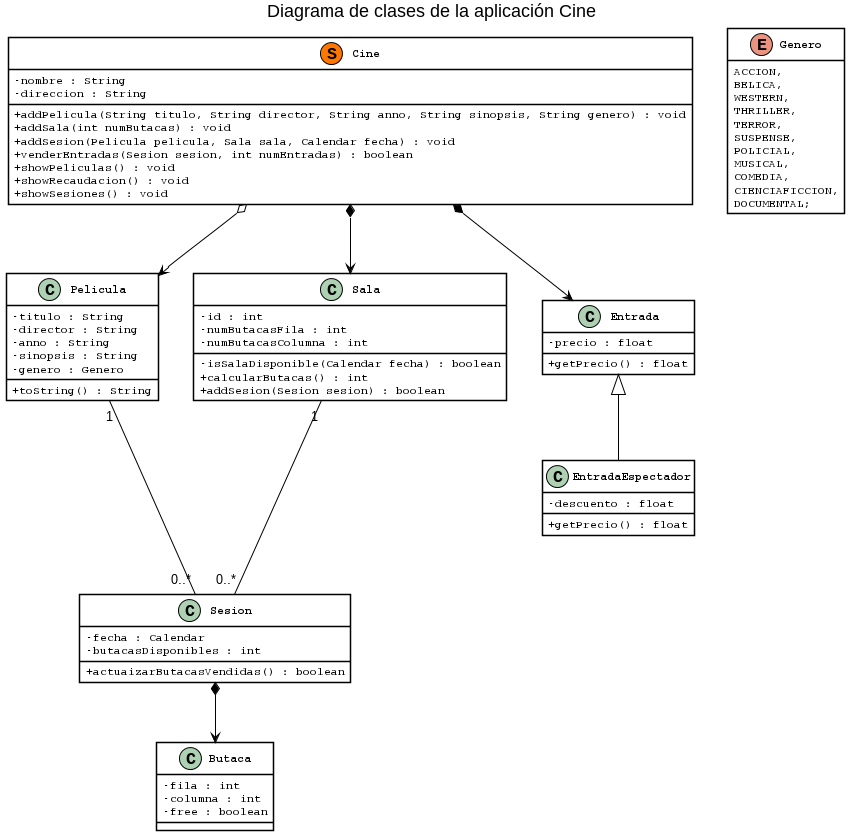 Diagrama de clases de la aplicación Cine
S Cine
-nombre : String
-direccion : String
+addPelicula(String titulo, String director, String anno, String sinopsis, String genero) : void
+addSala(int numButacas) : void
+addSesion(Pelicula pelicula, Sala sala, Calendar fecha) : void
+venderEntradas(Sesion sesion, int numEntradas) : boolean
+showPeliculas() : void
+showRecaudacion() : void
+showSesiones() : void
E Genero
ACCION,
BELICA,
WESTERN,
THRILLER,
TERROR,
SUSPENSE,
POLICIAL,
MUSICAL,
COMEDIA,
CIENCIAFICCION,
DOCUMENTAL;
C Pelicula
-titulo : String
-director : String
-anno : String
-sinopsis : String
-genero : Genero
+toString() : String
C Sala
-id : int
-numButacasFila : int
-numButacasColumna : int
-isSalaDisponible(Calendar fecha) : boolean
+calcularButacas() : int
+addSesion(Sesion sesion) : boolean
C Entrada
-precio : float
+getPrecio() : float
1
1
C EntradaEspectador
-descuento : float
+getPrecio() : float
0..*
0..*
C Sesion
-fecha : Calendar
-butacasDisponibles : int
+actuaizarButacasVendidas() : boolean
C Butaca
-fila : int
-columna : int
-free : boolean